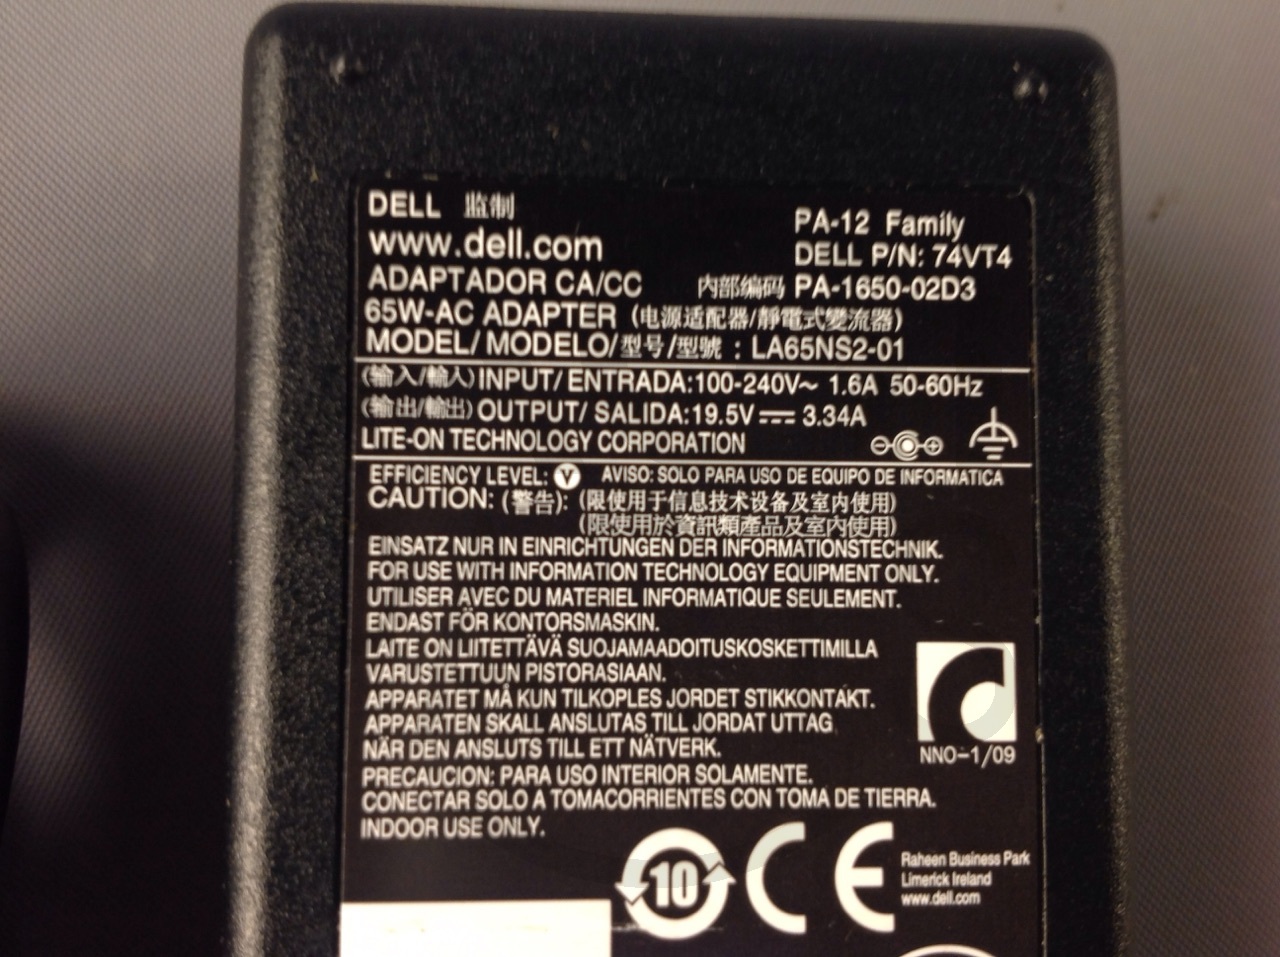 DELL 监制
www.dell.com
ADAPTADOR CA/CC
65W-AC ADAPTER (电源适配器/靜電式變流器)
MODEL/ MODELO/型号/型號 : LA65NS2-01
PA-12 Family
DELL P/N: 74VT4
内部编码 PA-1650-02D3
(输入/輸入) INPUT/ ENTRADA:100-240V~ 1.6A 50-60Hz
(输出/輸出) OUTPUT/ SALIDA:19.5V⎓ 3.34A
LITE-ON TECHNOLOGY CORPORATION
EFFICIENCY LEVEL: V AVISO: SOLO PARA USO DE EQUIPO DE INFORMATICA
CAUTION: (警告): (限使用于信息技术设备及室内使用)
(限使用於資訊類產品及室內使用)
EINSATZ NUR IN EINRICHTUNGEN DER INFORMATIONSTECHNIK.
FOR USE WITH INFORMATION TECHNOLOGY EQUIPMENT ONLY.
UTILISER AVEC DU MATERIEL INFORMATIQUE SEULEMENT.
ENDAST FÖR KONTORSMASKIN.
LAITE ON LIITETTÄVÄ SUOJAMAADOITUSKOSKETTIMILLA
VARUSTETTUUN PISTORASIAAN.
APPARATET MÅ KUN TILKOPLES JORDET STIKKONTAKT.
APPARATEN SKALL ANSLUTAS TILL JORDAT UTTAG
NÄR DEN ANSLUTS TILL ETT NÄTVERK.
PRECAUCION: PARA USO INTERIOR SOLAMENTE.
CONECTAR SOLO A TOMACORRIENTES CON TOMA DE TIERRA.
INDOOR USE ONLY.
NNO-1/09
10
CE
Raheen Business Park
Limerick Ireland
www.dell.com